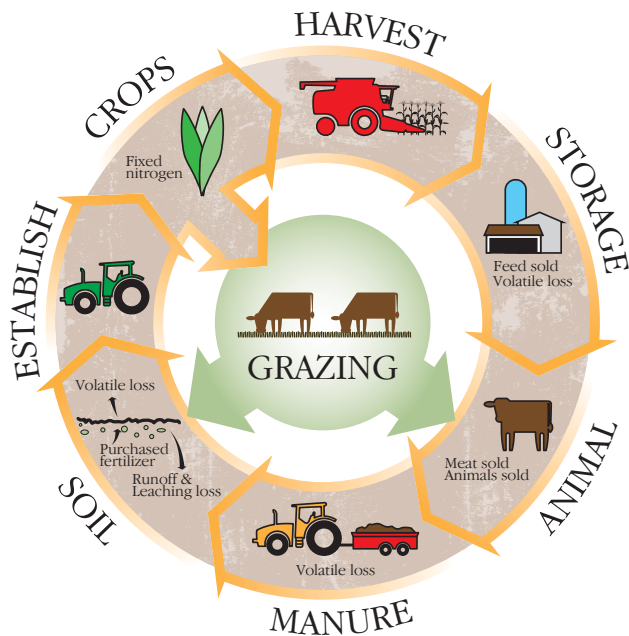 HARVEST
CROPS
Fixed
nitrogen
STORAGE
Feed sold
Volatile loss
ESTABLISH
GRAZING
Volatile loss
Purchased
fertilizer
Runoff &
Leaching loss
SOIL
Meat sold
Animals sold
ANIMAL
Volatile loss
MANURE